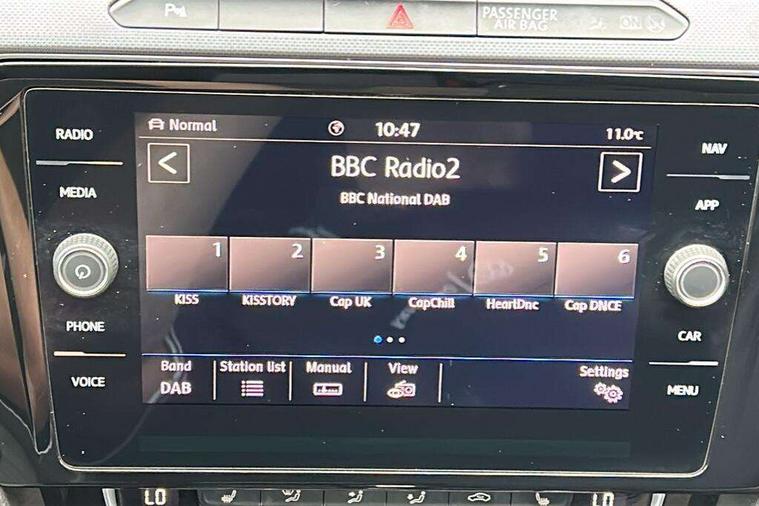 PASSENGER
AIR BAG ON
RADIO
MEDIA
PHONE
VOICE
Normal 10:47 11.0°C
< BBC Radio2 >
BBC National DAB
1 2 3 4 5 6
KISS KISSTORY Cap UK CapChill HeartDnc Cap DNCE
Band Station list Manual View Settings
DAB
NAV
APP
CAR
MENU
LO LO